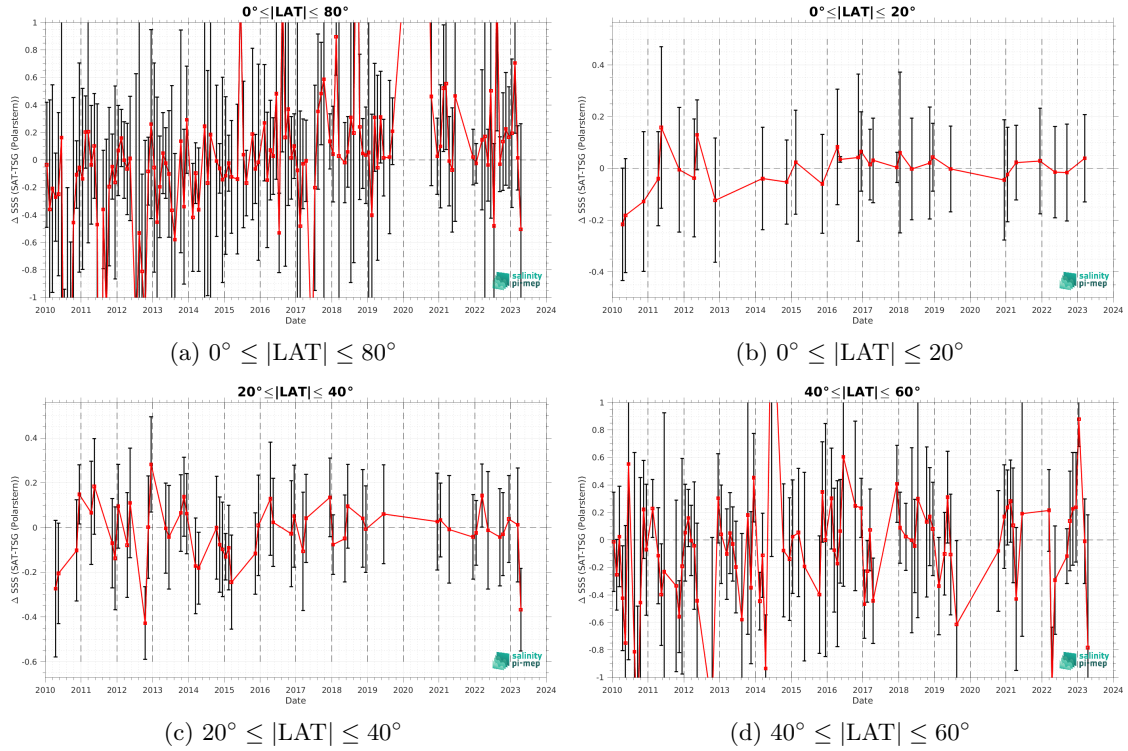 0°≤|LAT|≤ 80°
Δ SSS (SAT-TSG (Polarstern))
1
0.8
0.6
0.4
0.2
0
-0.2
-0.4
-0.6
-0.8
-1
2010 2011 2012 2013 2014 2015 2016 2017 2018 2019 2020 2021 2022 2023 2024
Date
salinity
pi-mep
(a) 0° ≤ |LAT| ≤ 80°
0°≤|LAT|≤ 20°
Δ SSS (SAT-TSG (Polarstern))
0.4
0.2
0
-0.2
-0.4
2010 2011 2012 2013 2014 2015 2016 2017 2018 2019 2020 2021 2022 2023 2024
Date
salinity
pi-mep
(b) 0° ≤ |LAT| ≤ 20°
20°≤|LAT|≤ 40°
Δ SSS (SAT-TSG (Polarstern))
0.4
0.2
0
-0.2
-0.4
-0.6
2010 2011 2012 2013 2014 2015 2016 2017 2018 2019 2020 2021 2022 2023 2024
Date
salinity
pi-mep
(c) 20° ≤ |LAT| ≤ 40°
40°≤|LAT|≤ 60°
Δ SSS (SAT-TSG (Polarstern))
1
0.8
0.6
0.4
0.2
0
-0.2
-0.4
-0.6
-0.8
-1
2010 2011 2012 2013 2014 2015 2016 2017 2018 2019 2020 2021 2022 2023 2024
Date
salinity
pi-mep
(d) 40° ≤ |LAT| ≤ 60°